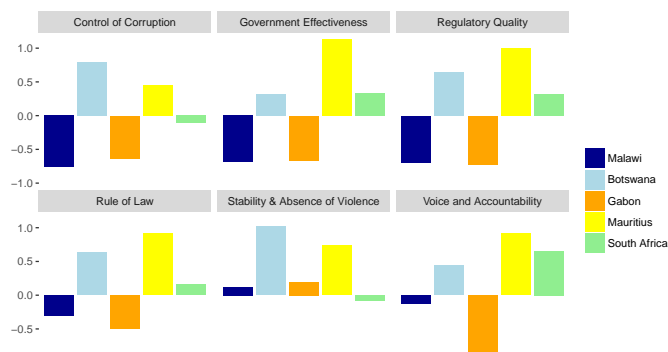 Control of Corruption Government Effectiveness Regulatory Quality
1.0
0.5
0.0
−0.5
−1.0
Rule of Law Stability & Absence of Violence Voice and Accountability
1.0
0.5
0.0
−0.5
Malawi
Botswana
Gabon
Mauritius
South Africa